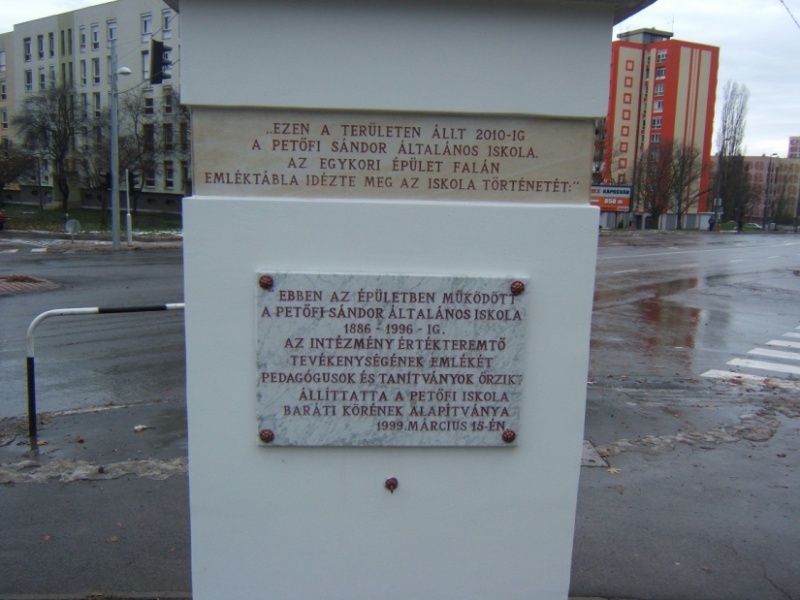 „EZEN A TERÜLETEN ÁLLT 2010-IG
A PETŐFI SÁNDOR ÁLTALÁNOS ISKOLA.
AZ EGYKORI ÉPÜLET FALÁN
EMLÉKTÁBLA IDÉZTE MEG AZ ISKOLA TÖRTÉNETÉT:"
EBBEN AZ ÉPÜLETBEN MŰKÖDÖTT
A PETŐFI SÁNDOR ÁLTALÁNOS ISKOLA
1886 - 1996 - IG.
AZ INTÉZMÉNY ÉRTÉKTEREMTŐ
TEVÉKENYSÉGÉNEK EMLÉKÉT
PEDAGÓGUSOK ÉS TANÍTVÁNYOK ŐRZIK.
ÁLLÍTTATTA A PETŐFI ISKOLA
BARÁTI KÖRÉNEK ALAPÍTVÁNYA
1999. MÁRCIUS 15-ÉN.
KAPOSVÁR